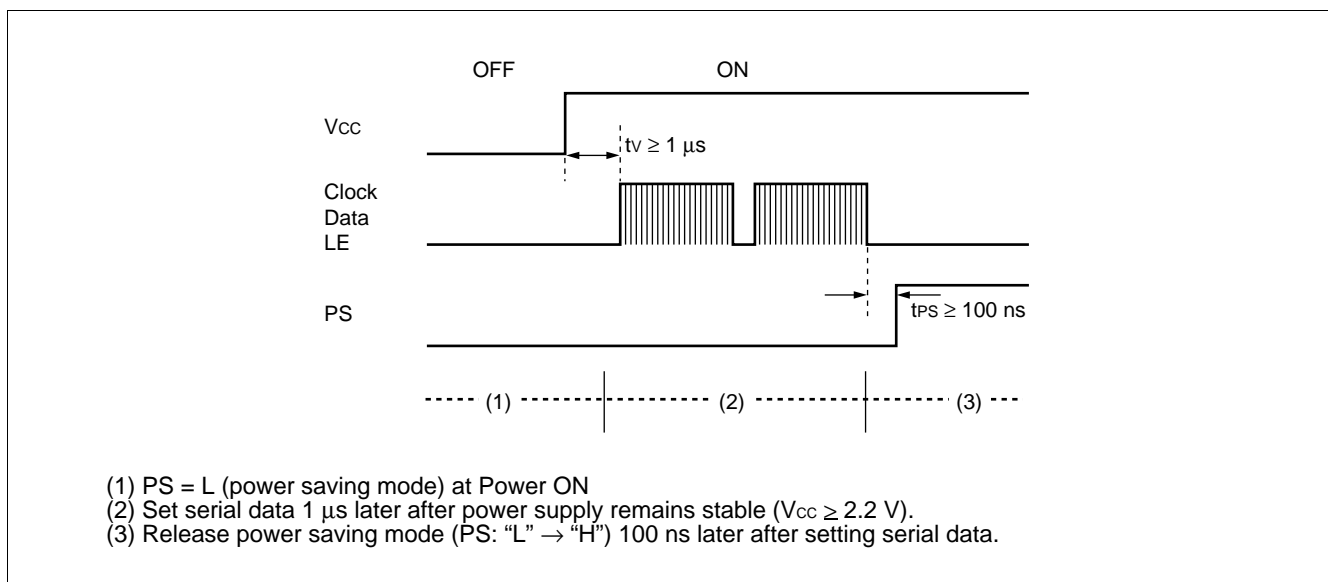 OFF ON
VCC
tV ≥ 1 μs
Clock
Data
LE
PS
tPS ≥ 100 ns
(1) (2) (3)
(1) PS = L (power saving mode) at Power ON
(2) Set serial data 1 μs later after power supply remains stable (VCC ≥ 2.2 V).
(3) Release power saving mode (PS: “L” → “H”) 100 ns later after setting serial data.